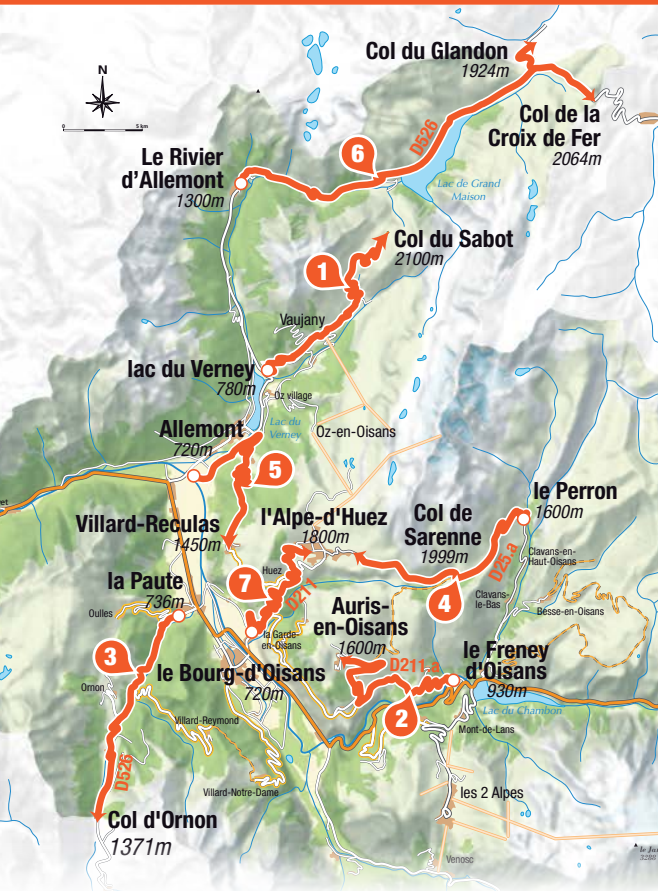 Col du Glandon
1924m
N
0 5 km
D526
Col de la
Croix de Fer
2064m
6
Le Rivier
d'Allemont
1300m
Lac de Grand
Maison
Col du Sabot
2100m
1
Vaujany
lac du Verney
780m
Oz village
Lac du
Verney
Allemont
720m
Oz-en-Oisans
5
le Perron
1600m
Villard-Reculas
1450m
l'Alpe-d'Huez
1800m
Col de
Sarenne
1999m
D25.a
Clavans-en-
Haut-Oisans
la Paute
736m
Huez
7
D211
4
Clavans-
le-Bas
Besse-en-Oisans
Oulles
Auris-
en-Oisans
1600m
la Garde-
en-Oisans
3
D211.a
le Freney
d'Oisans
930m
le Bourg-d'Oisans
720m
Ornon
2
Lac du Chambon
Villard-Reymond
Mont-de-Lans
D526
Villard-Notre-Dame
les 2 Alpes
Col d'Ornon
1371m
Venosc
3288